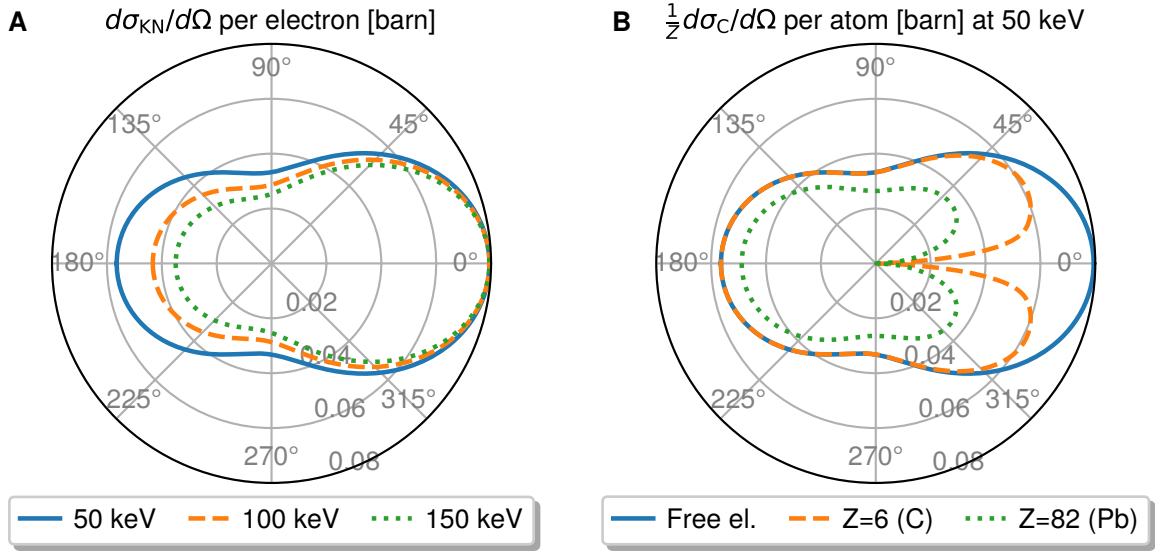 A
dσ_KN/dΩ per electron [barn]
90°
135°
45°
180°
0°
0.02
0.04
225°
0.06
315°
270°
0.08
50 keV
100 keV
150 keV
B
1/Z dσ_C/dΩ per atom [barn] at 50 keV
90°
135°
45°
180°
0°
0.02
0.04
225°
0.06
315°
270°
0.08
Free el.
Z=6 (C)
Z=82 (Pb)